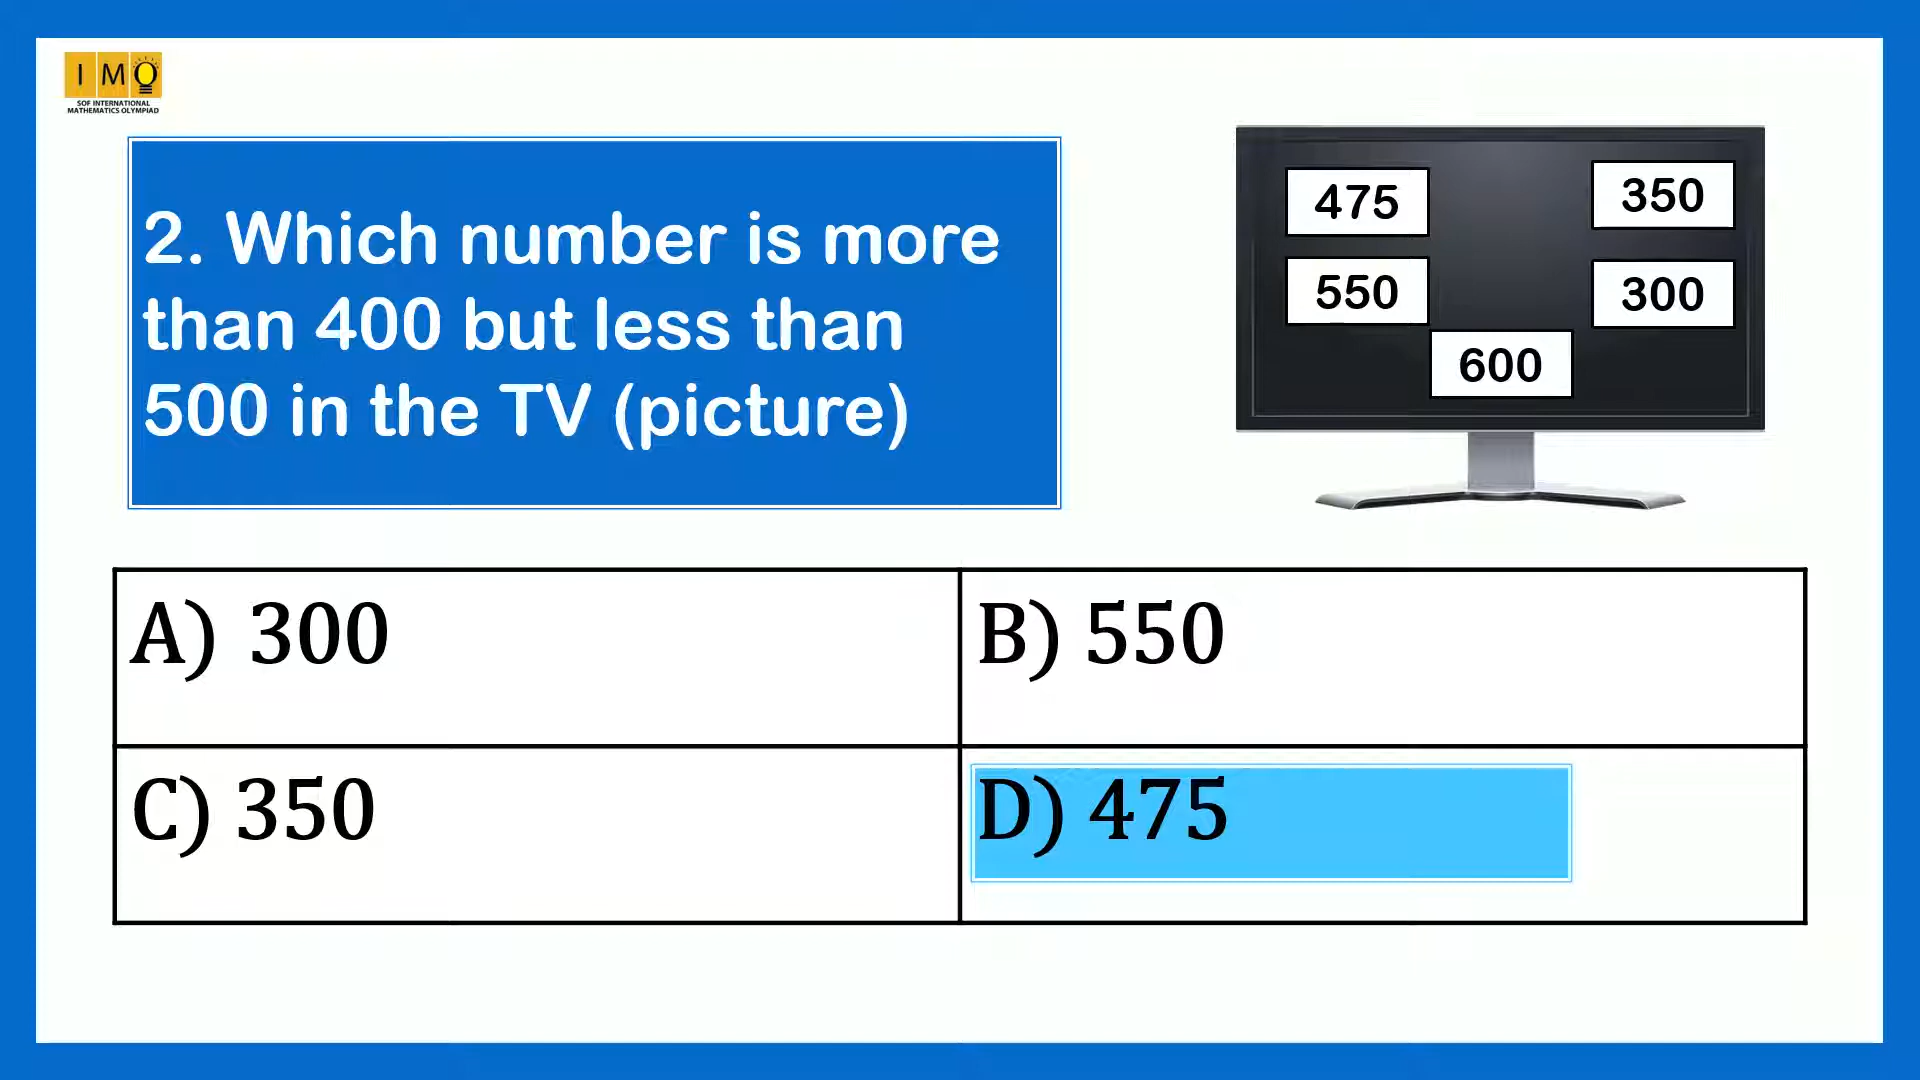 I M O
SOF INTERNATIONAL
MATHEMATICS OLYMPIAD
2. Which number is more
than 400 but less than
500 in the TV (picture)
475
350
550
300
600
A) 300
B) 550
C) 350
D) 475